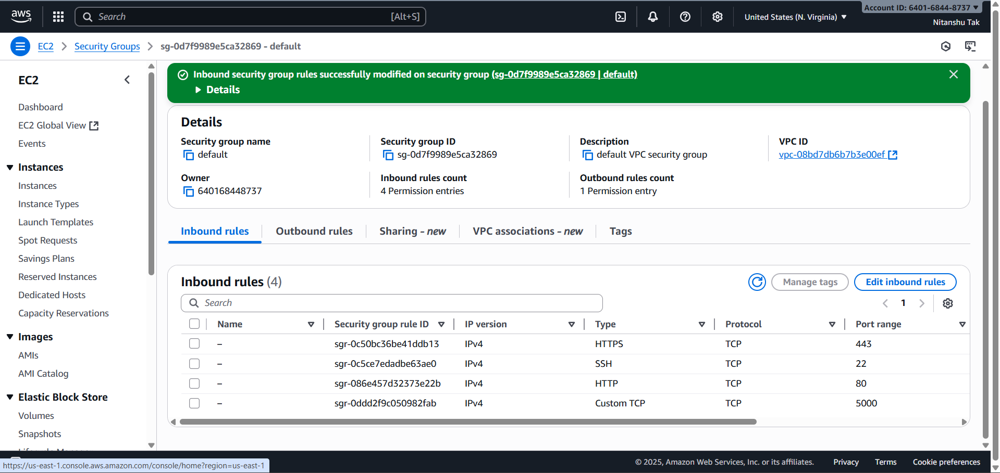 aws
Search [Alt+S]
United States (N. Virginia)
Account ID: 6401-6844-8737
Nitanshu Tak
EC2 Security Groups sg-0d7f9989e5ca32869 - default
EC2
Dashboard
EC2 Global View
Events
Instances
Instances
Instance Types
Launch Templates
Spot Requests
Savings Plans
Reserved Instances
Dedicated Hosts
Capacity Reservations
Images
AMIs
AMI Catalog
Elastic Block Store
Volumes
Snapshots
Inbound security group rules successfully modified on security group (sg-0d7f9989e5ca32869 | default)
Details
Details
Security group name
default
Security group ID
sg-0d7f9989e5ca32869
Description
default VPC security group
VPC ID
vpc-08bd7db6b7b3e00ef
Owner
640168448737
Inbound rules count
4 Permission entries
Outbound rules count
1 Permission entry
Inbound rules Outbound rules Sharing - new VPC associations - new Tags
Inbound rules (4)
Manage tags Edit inbound rules
Search
1
Name Security group rule ID IP version Type Protocol Port range
– sgr-0c50bc36be41ddb13 IPv4 HTTPS TCP 443
– sgr-0c5ce7edadbe63ae0 IPv4 SSH TCP 22
– sgr-086e457d32373e22b IPv4 HTTP TCP 80
– sgr-0ddd2f9c050982fab IPv4 Custom TCP TCP 5000
https://us-east-1.console.aws.amazon.com/console/home?region=us-east-1
© 2025, Amazon Web Services, Inc. or its affiliates. Privacy Terms Cookie preferences